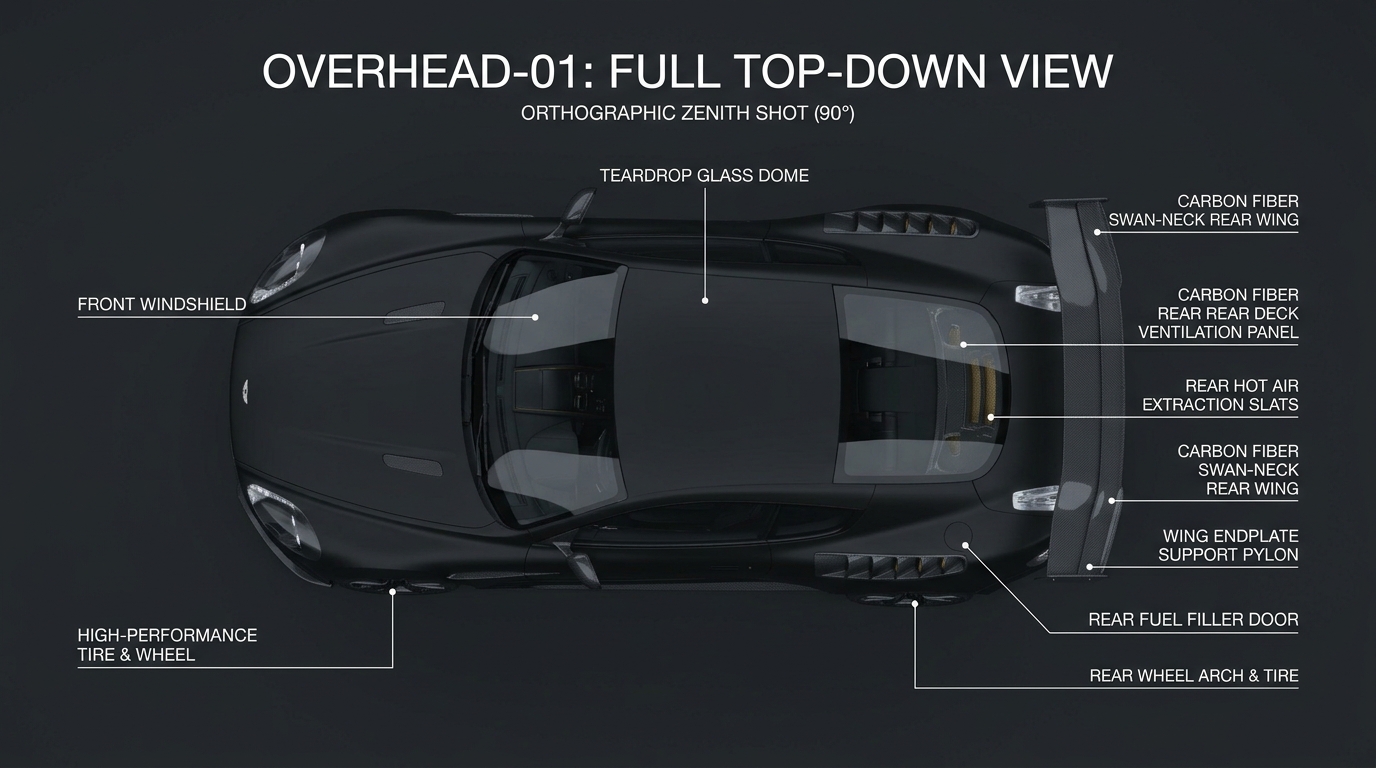 OVERHEAD-01: FULL TOP-DOWN VIEW
ORTHOGRAPHIC ZENITH SHOT (90°)
TEARDROP GLASS DOME
CARBON FIBER
SWAN-NECK REAR WING
FRONT WINDSHIELD
CARBON FIBER
REAR REAR DECK
VENTILATION PANEL
REAR HOT AIR
EXTRACTION SLATS
CARBON FIBER
SWAN-NECK
REAR WING
WING ENDPLATE
SUPPORT PYLON
REAR FUEL FILLER DOOR
HIGH-PERFORMANCE
TIRE & WHEEL
REAR WHEEL ARCH & TIRE